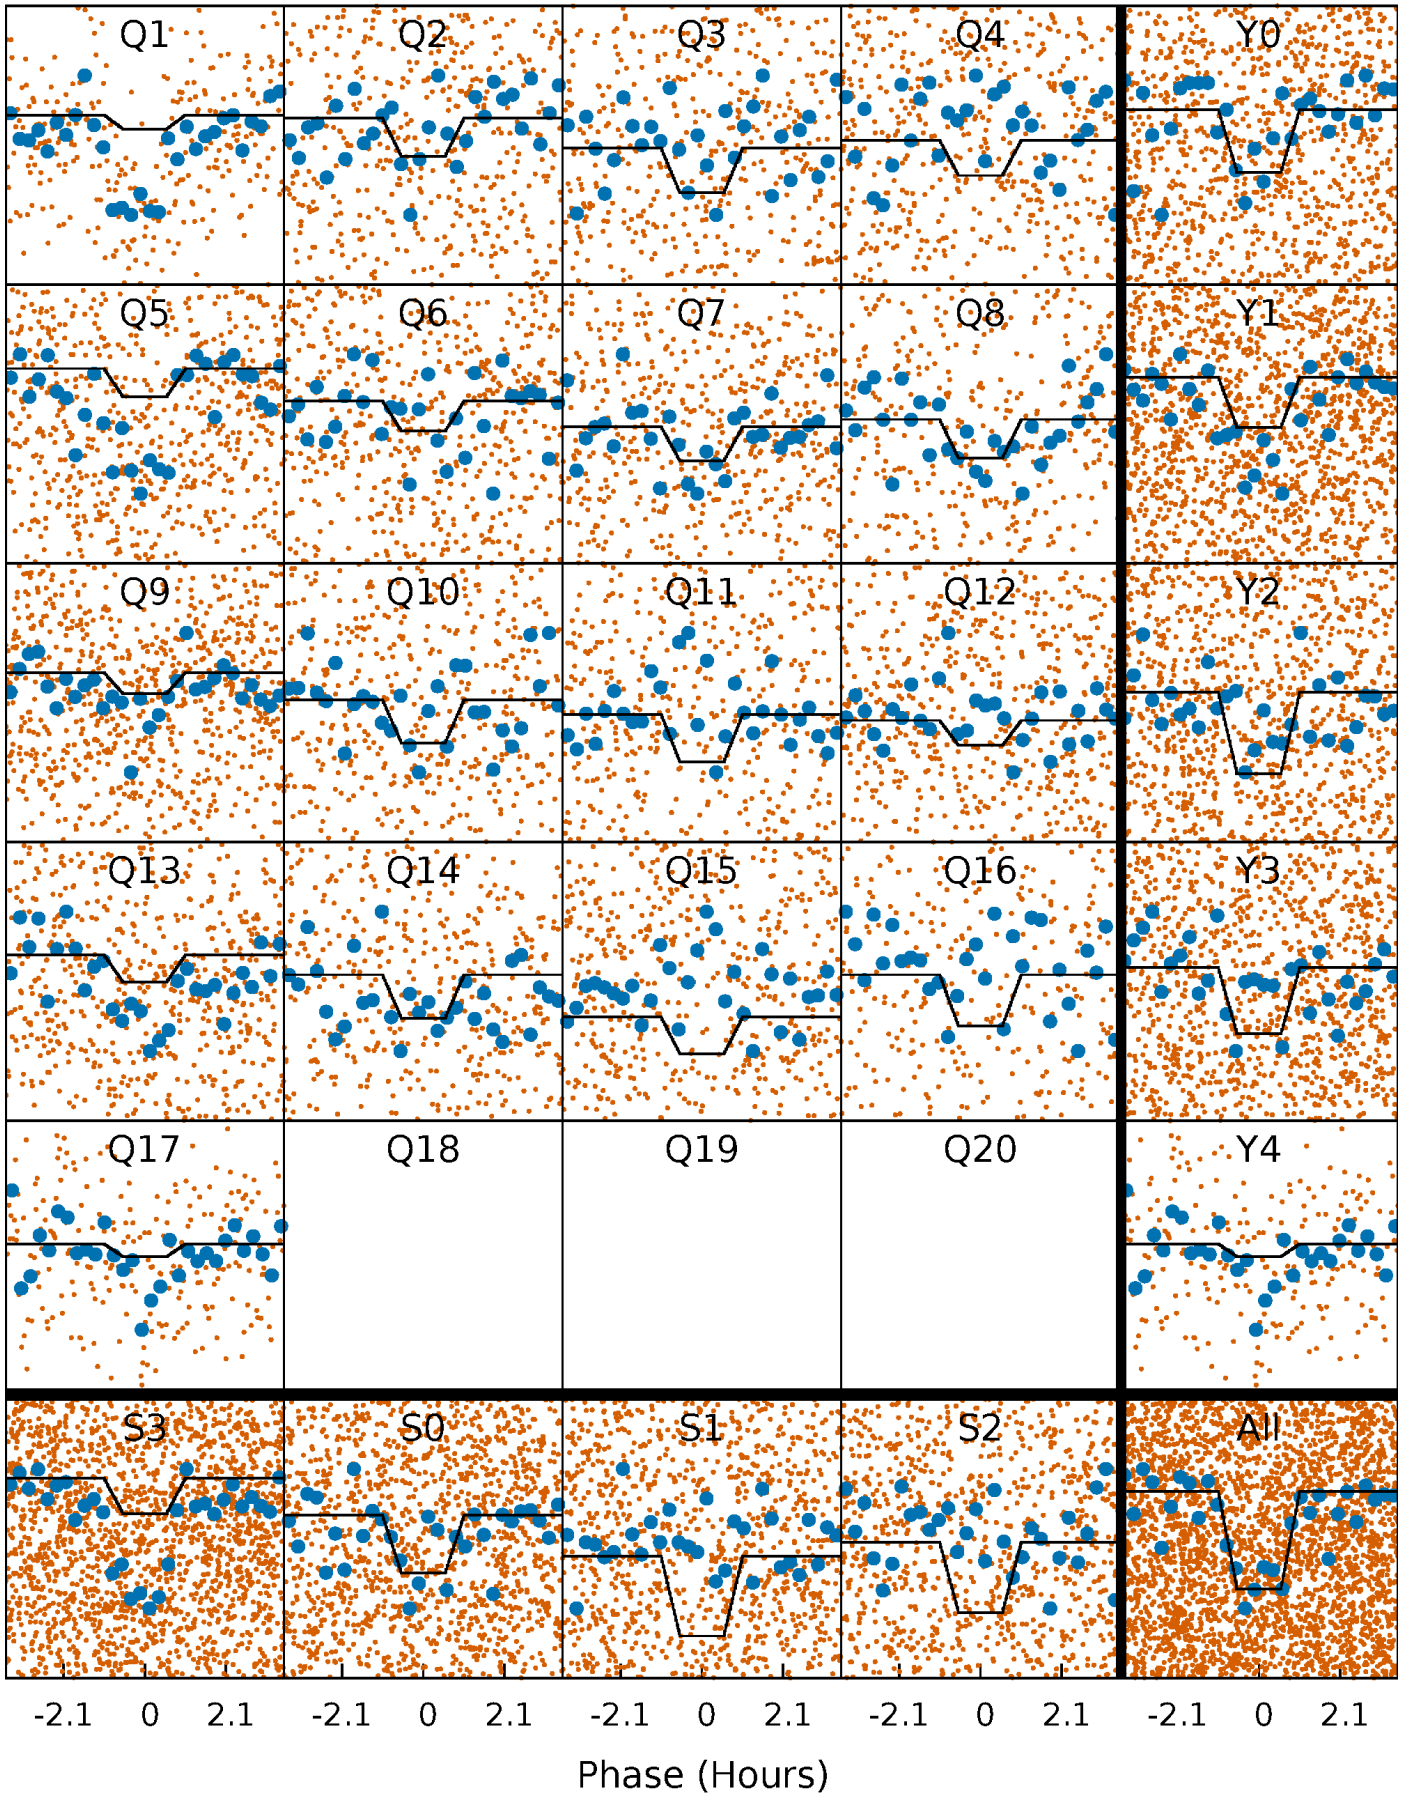 Q1 Q2 Q3 Q4 Y0
Q5 Q6 Q7 Q8 Y1
Q9 Q10 Q11 Q12 Y2
Q13 Q14 Q15 Q16 Y3
Q17 Q18 Q19 Q20 Y4
S3 S0 S1 S2 All
-2.1 0 2.1 -2.1 0 2.1 -2.1 0 2.1 -2.1 0 2.1 -2.1 0 2.1
Phase (Hours)